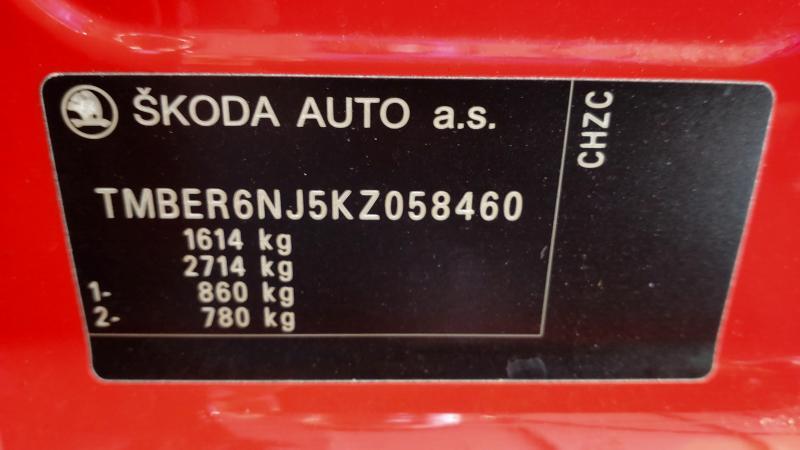 ŠKODA AUTO a.s.
CHZC
TMBER6NJ5KZ058460
1614 kg
2714 kg
1- 860 kg
2- 780 kg